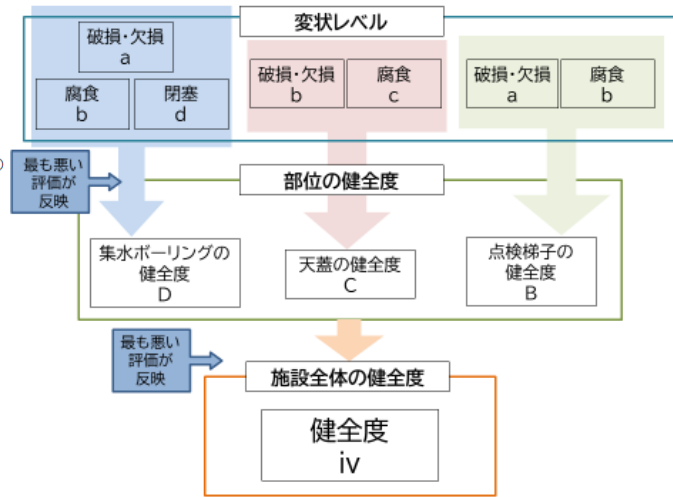 変状レベル
破損・欠損
a
腐食
b
閉塞
d
破損・欠損
b
腐食
c
破損・欠損
a
腐食
b
最も悪い
評価が
反映
部位の健全度
集水ボーリングの
健全度
D
天蓋の健全度
C
点検梯子の
健全度
B
最も悪い
評価が
反映
施設全体の健全度
健全度
iv